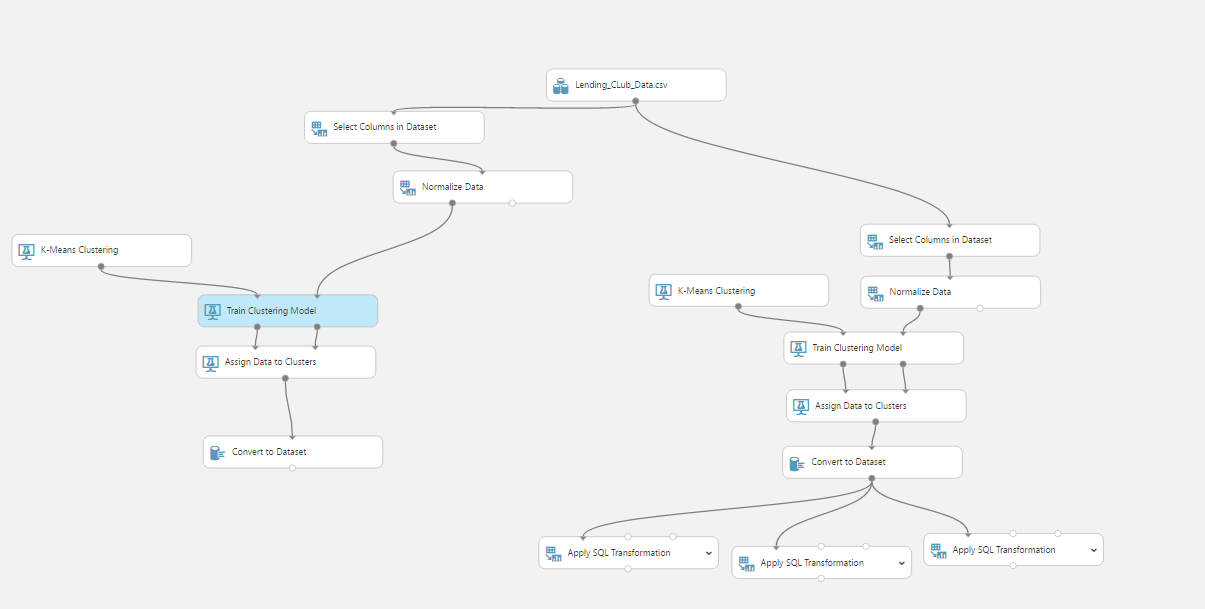 Lending_CLub_Data.csv
Select Columns in Dataset
Normalize Data
K-Means Clustering
Train Clustering Model
Assign Data to Clusters
Convert to Dataset
Select Columns in Dataset
Normalize Data
K-Means Clustering
Train Clustering Model
Assign Data to Clusters
Convert to Dataset
Apply SQL Transformation
Apply SQL Transformation
Apply SQL Transformation